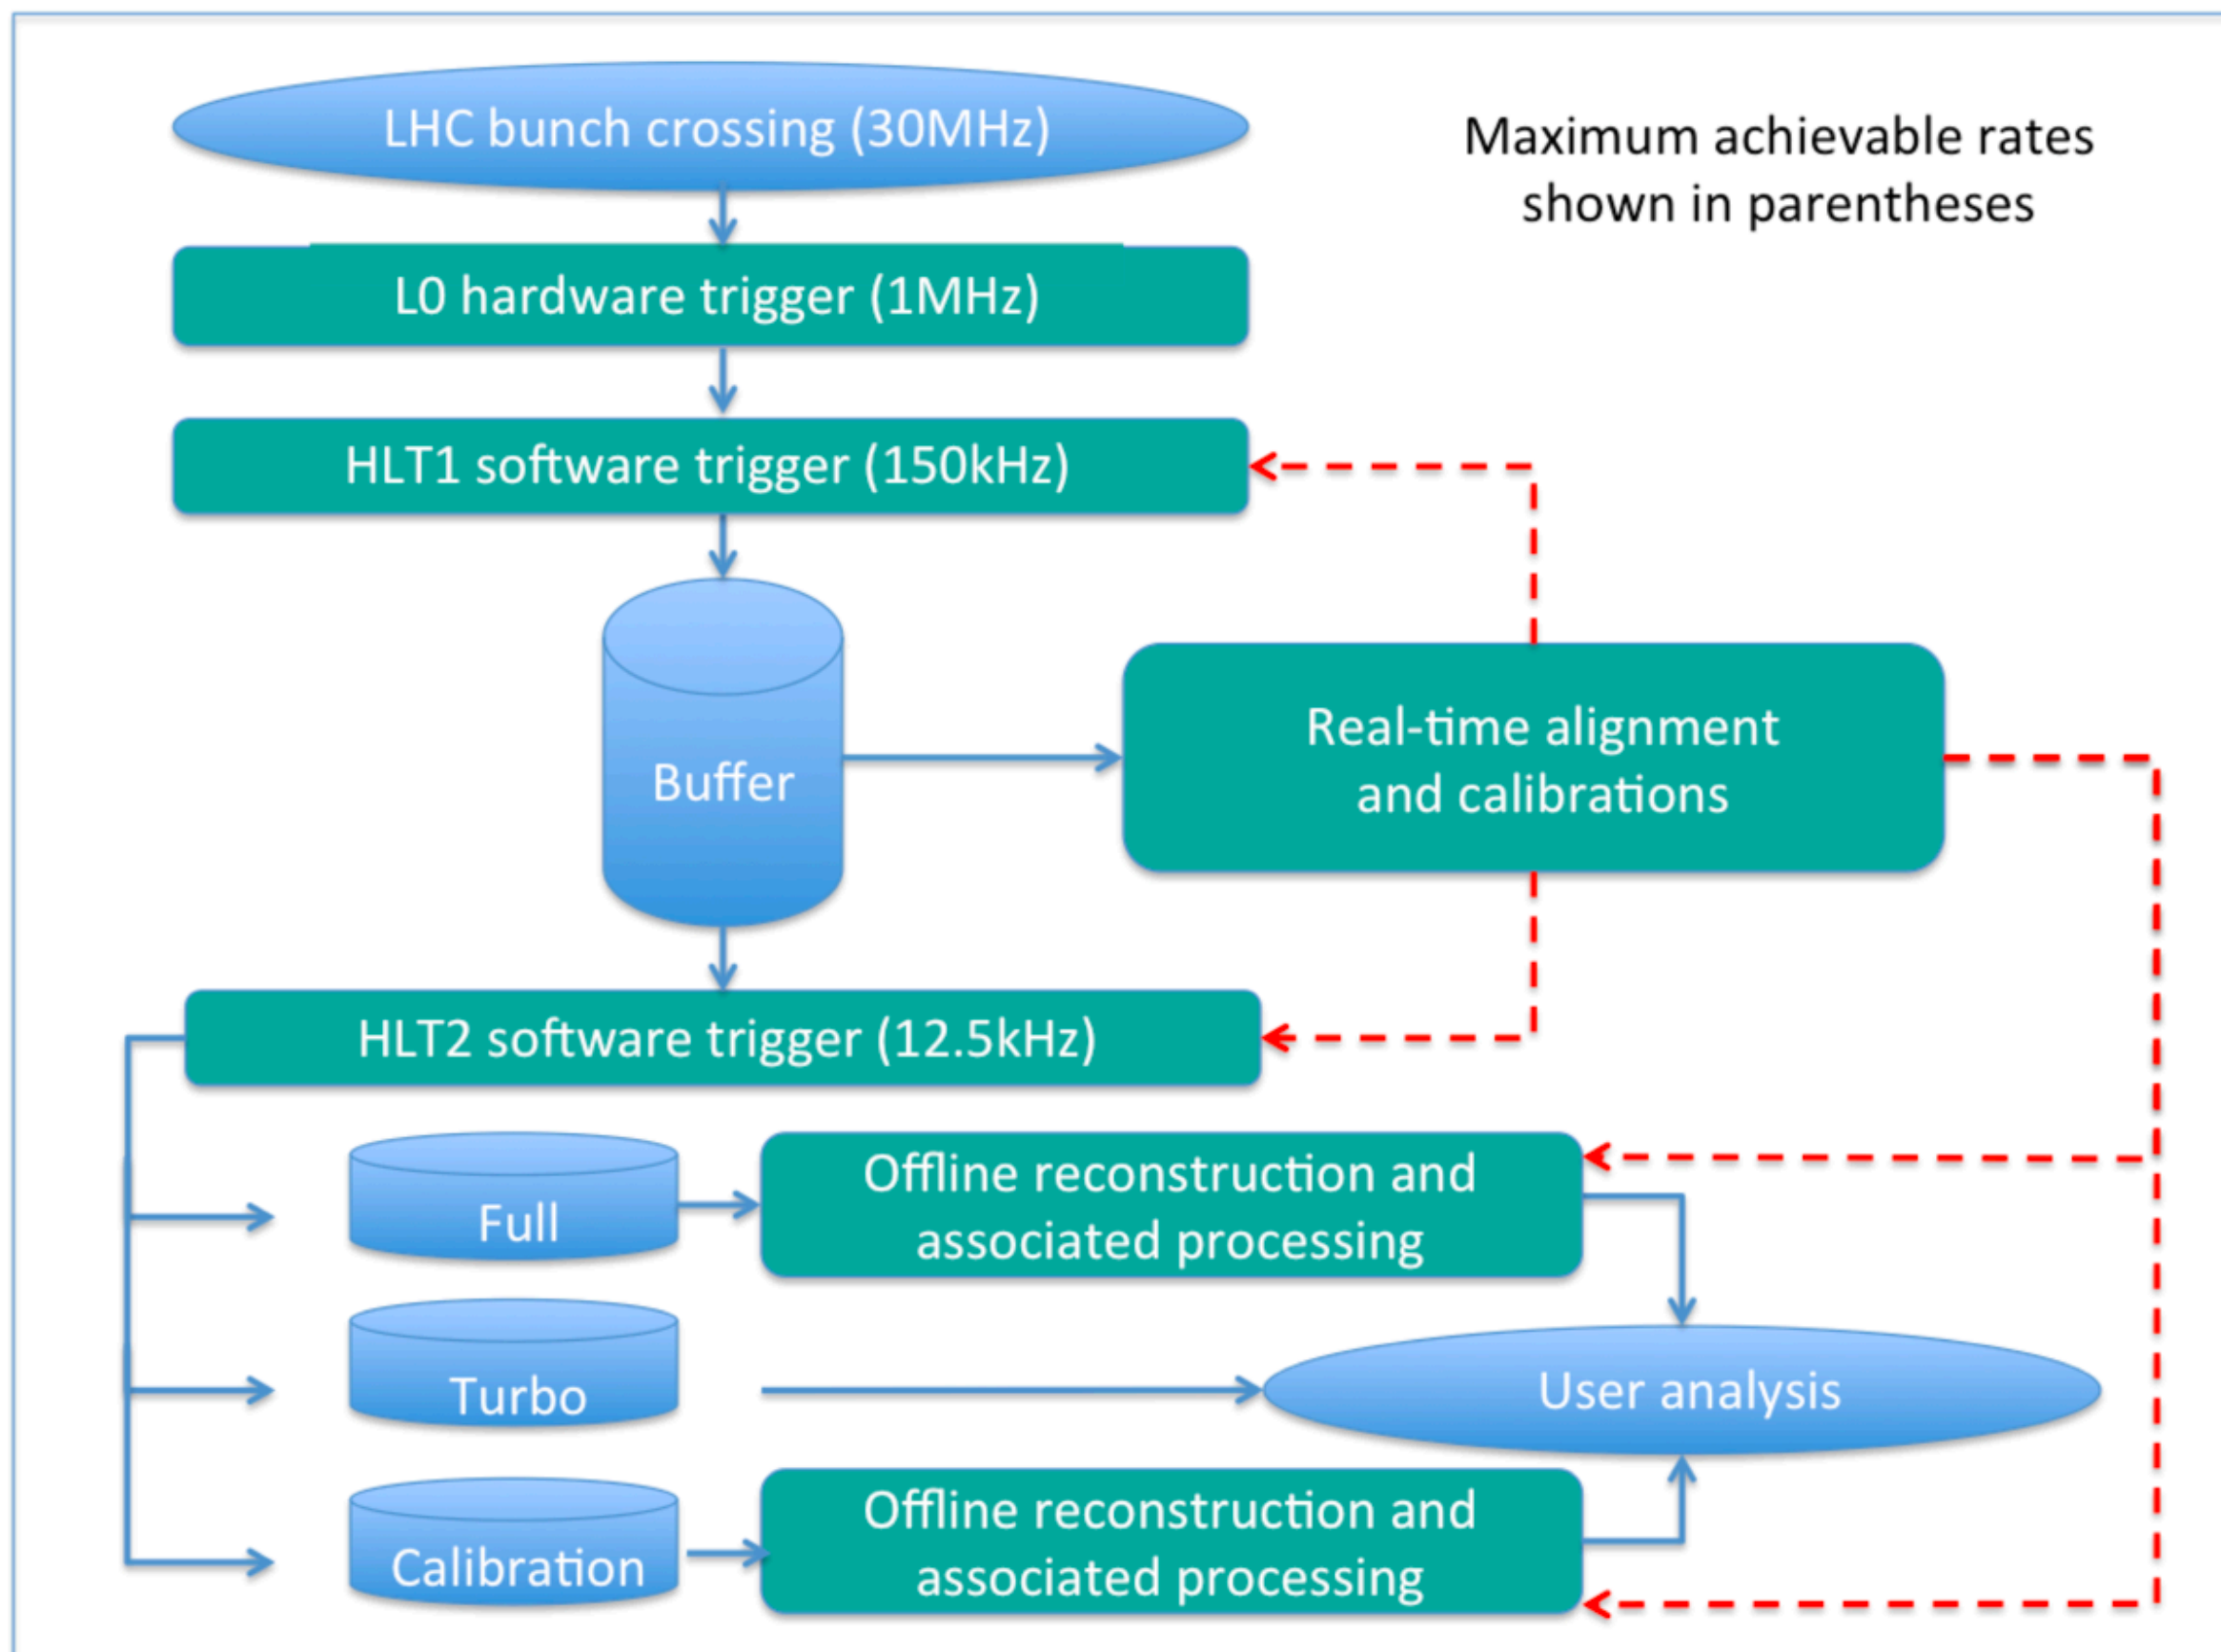 LHC bunch crossing (30MHz)
Maximum achievable rates
shown in parentheses
L0 hardware trigger (1MHz)
HLT1 software trigger (150kHz)
Buffer
Real-time alignment
and calibrations
HLT2 software trigger (12.5kHz)
Full
Offline reconstruction and
associated processing
Turbo
User analysis
Calibration
Offline reconstruction and
associated processing